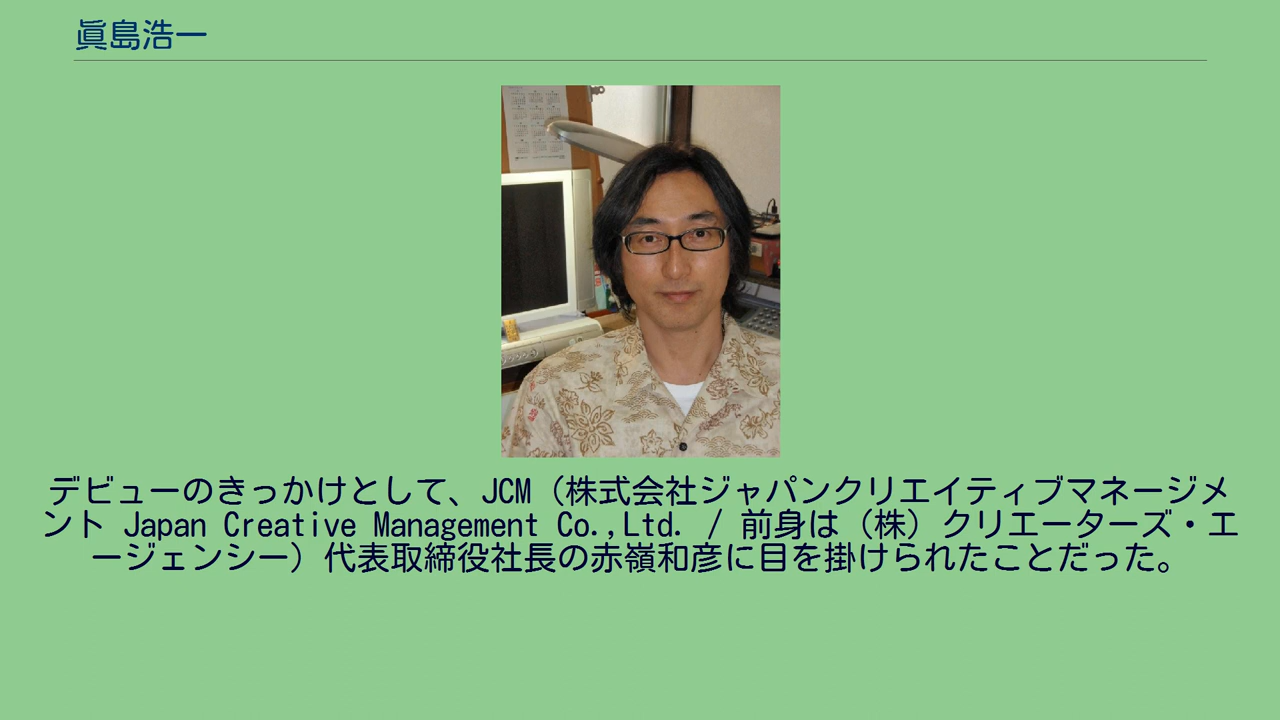 眞島浩一
デビューのきっかけとして、JCM（株式会社ジャパンクリエイティブマネージメ
ント Japan Creative Management Co.,Ltd. / 前身は（株）クリエーターズ・エ
ージェンシー）代表取締役社長の赤嶺和彦に目を掛けられたことだった。